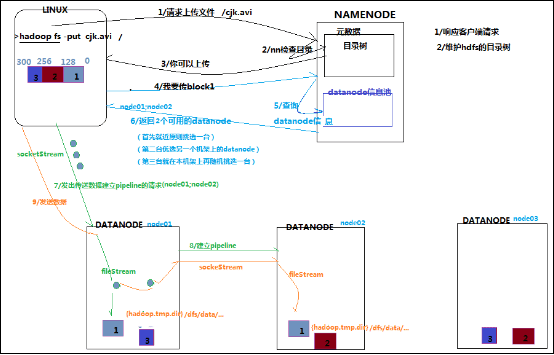 LINUX
>hadoop fs -put cjk.avi /
300 256 128 0
3 2 1
1/请求上传文件 /cjk.avi
2/nn检查目录
3/你可以上传
4/我要传block1
NAMENODE
元数据
目录树
datanode信息池
5/查询
datanode信 息
1/响应客户端请求
2/维护hdfs的目录树
node01;node02
6/返回2个可用的datanode
（首先就近原则挑选一台）
（第二台优选另一个机架上的datanode）
（第三台就在本机架上再随机挑选一台）
socketStream
7/发出传送数据建立pipeline的请求(node01;node02)
9/发送数据
DATANODE node01
fileStream
{hadoop.tmp.dir}/dfs/data/...
1
3
8/建立pipeline
sockeStream
DATANODE node02
fileStream
{hadoop.tmp.dir}/dfs/data/...
1
2
DATANODE node03
3 2